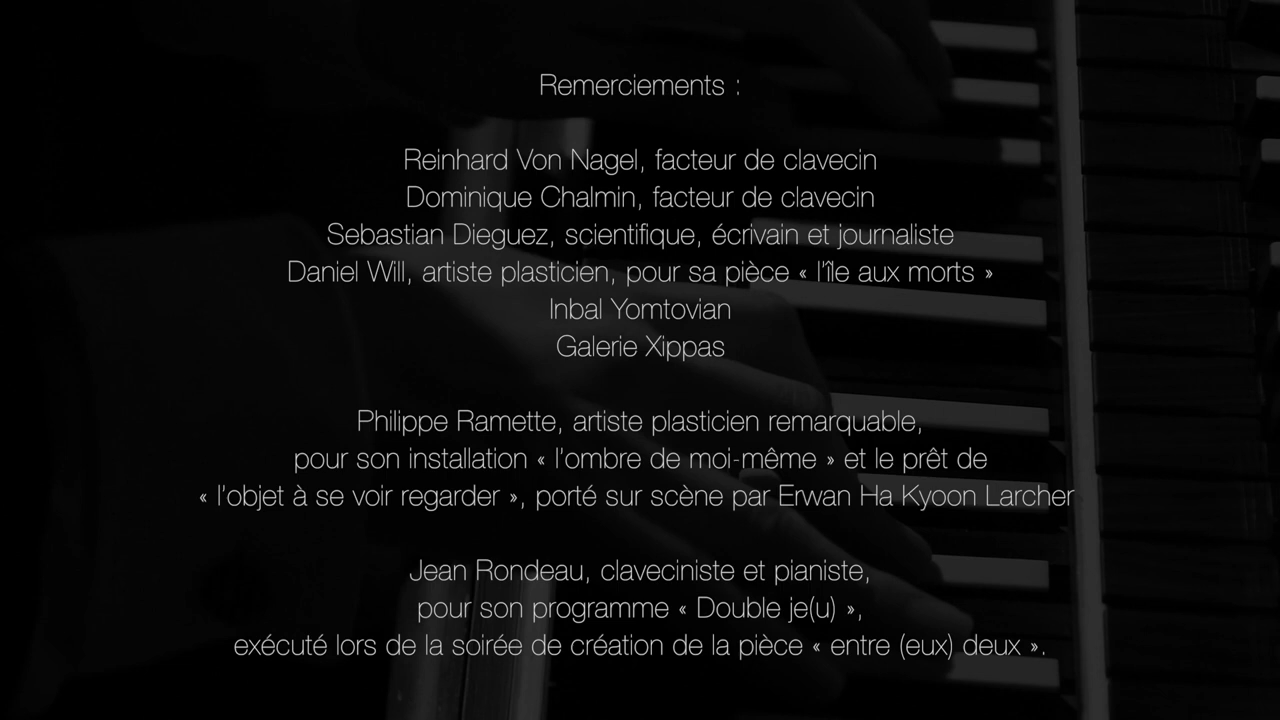 Remerciements :
Reinhard Von Nagel, facteur de clavecin
Dominique Chalmin, facteur de clavecin
Sebastian Dieguez, scientifique, écrivain et journaliste
Daniel Will, artiste plasticien, pour sa pièce « l'île aux morts »
Inbal Yomtovian
Galerie Xippas
Philippe Ramette, artiste plasticien remarquable,
pour son installation « l'ombre de moi-même » et le prêt de
« l'objet à se voir regarder », porté sur scène par Erwan Ha Kyoon Larcher
Jean Rondeau, claveciniste et pianiste,
pour son programme « Double je(u) »,
exécuté lors de la soirée de création de la pièce « entre (eux) deux ».